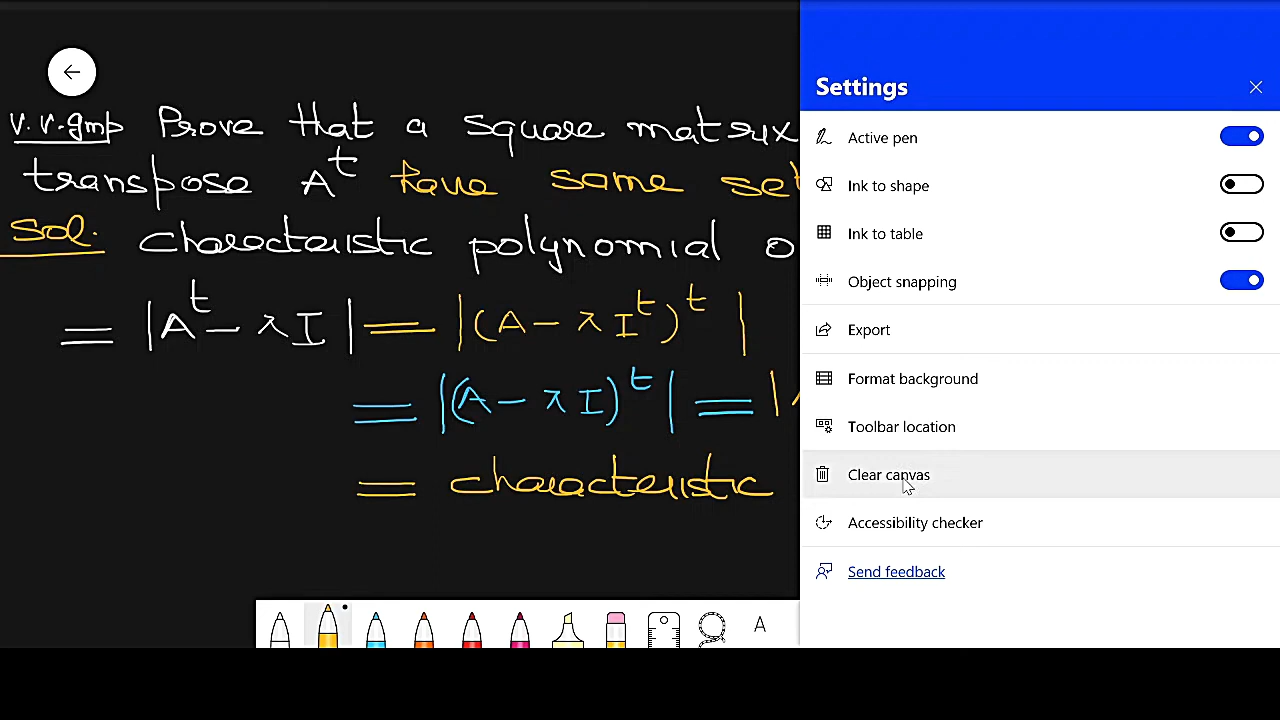 V.V.Gmp Prove that a square matrix
transpose A^t have same set
Sol. Characteristic polynomial o
= |A^t - λI| = |(A - λI^t)^t|
= |(A - λI)^t| = |
= characteristic
Settings
Active pen
Ink to shape
Ink to table
Object snapping
Export
Format background
Toolbar location
Clear canvas
Accessibility checker
Send feedback
A